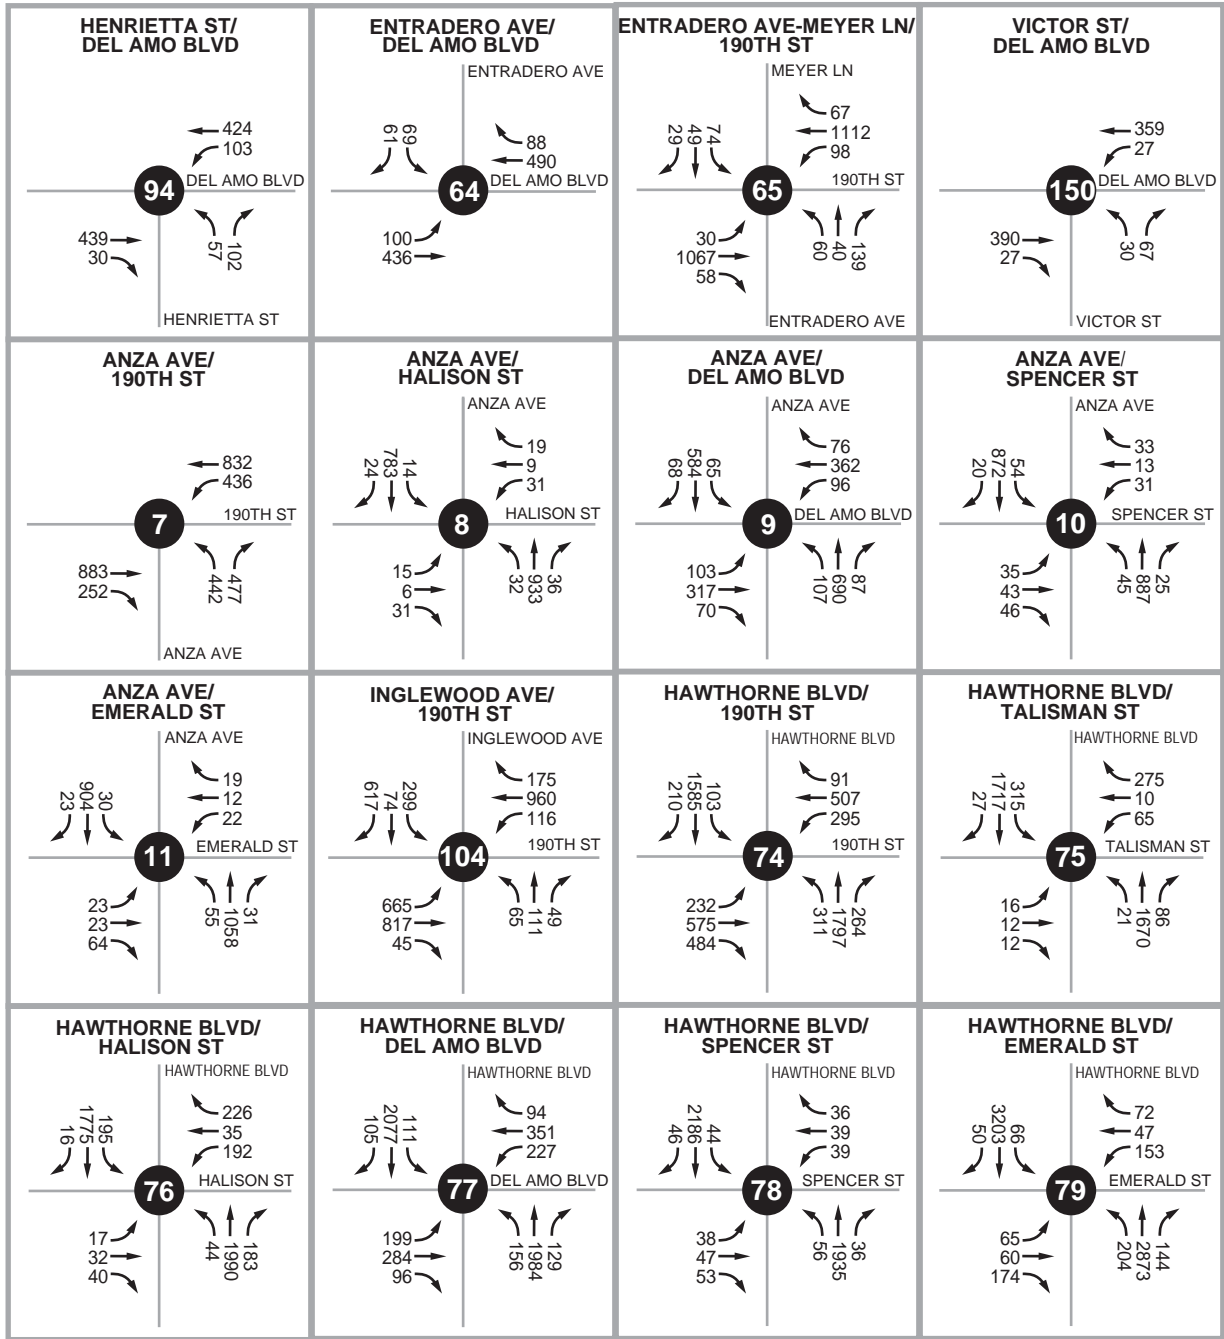 HENRIETTA ST/
DEL AMO BLVD
424
103
94
DEL AMO BLVD
439
30
57
102
HENRIETTA ST
ENTRADERO AVE/
DEL AMO BLVD
ENTRADERO AVE
61
69
88
490
64
DEL AMO BLVD
100
436
ENTRADERO AVE-MEYER LN/
190TH ST
MEYER LN
29
49
74
67
1112
98
65
190TH ST
30
1067
58
60
40
139
ENTRADERO AVE
VICTOR ST/
DEL AMO BLVD
359
27
150
DEL AMO BLVD
390
27
30
67
VICTOR ST
ANZA AVE/
190TH ST
832
436
7
190TH ST
883
252
442
477
ANZA AVE
ANZA AVE/
HALISON ST
ANZA AVE
24
783
14
19
9
31
8
HALISON ST
15
6
31
32
933
36
ANZA AVE/
DEL AMO BLVD
ANZA AVE
68
584
65
76
362
96
9
DEL AMO BLVD
103
317
70
107
690
87
ANZA AVE/
SPENCER ST
ANZA AVE
20
872
54
33
13
31
10
SPENCER ST
35
43
46
45
887
25
ANZA AVE/
EMERALD ST
ANZA AVE
23
904
30
19
12
22
11
EMERALD ST
23
23
64
55
1058
31
INGLEWOOD AVE/
190TH ST
INGLEWOOD AVE
617
74
299
175
960
116
104
190TH ST
665
817
45
65
111
49
HAWTHORNE BLVD/
190TH ST
HAWTHORNE BLVD
210
1585
103
91
507
295
74
190TH ST
232
575
484
311
1797
264
HAWTHORNE BLVD/
TALISMAN ST
HAWTHORNE BLVD
27
1717
315
275
10
65
75
TALISMAN ST
16
12
12
21
1670
86
HAWTHORNE BLVD/
HALISON ST
HAWTHORNE BLVD
16
1775
195
226
35
192
76
HALISON ST
17
32
40
44
1990
183
HAWTHORNE BLVD/
DEL AMO BLVD
HAWTHORNE BLVD
105
2077
111
94
351
227
77
DEL AMO BLVD
199
284
96
156
1984
129
HAWTHORNE BLVD/
SPENCER ST
HAWTHORNE BLVD
46
2186
44
36
39
39
78
SPENCER ST
38
47
53
56
1935
36
HAWTHORNE BLVD/
EMERALD ST
HAWTHORNE BLVD
50
3203
66
72
47
153
79
EMERALD ST
65
60
174
204
2873
144